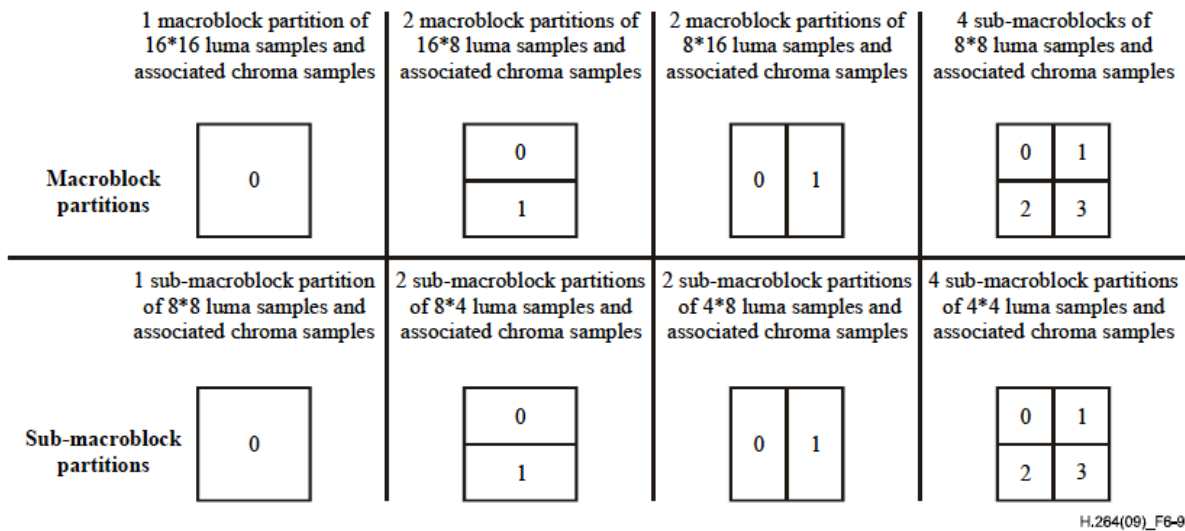 1 macroblock partition of
16*16 luma samples and
associated chroma samples
2 macroblock partitions of
16*8 luma samples and
associated chroma samples
2 macroblock partitions of
8*16 luma samples and
associated chroma samples
4 sub-macroblocks of
8*8 luma samples and
associated chroma samples
Macroblock
partitions
0
0
1
0 1
0 1
2 3
1 sub-macroblock partition
of 8*8 luma samples and
associated chroma samples
2 sub-macroblock partitions
of 8*4 luma samples and
associated chroma samples
2 sub-macroblock partitions
of 4*8 luma samples and
associated chroma samples
4 sub-macroblock partitions
of 4*4 luma samples and
associated chroma samples
Sub-macroblock
partitions
0
0
1
0 1
0 1
2 3
H.264(09)_F6-9